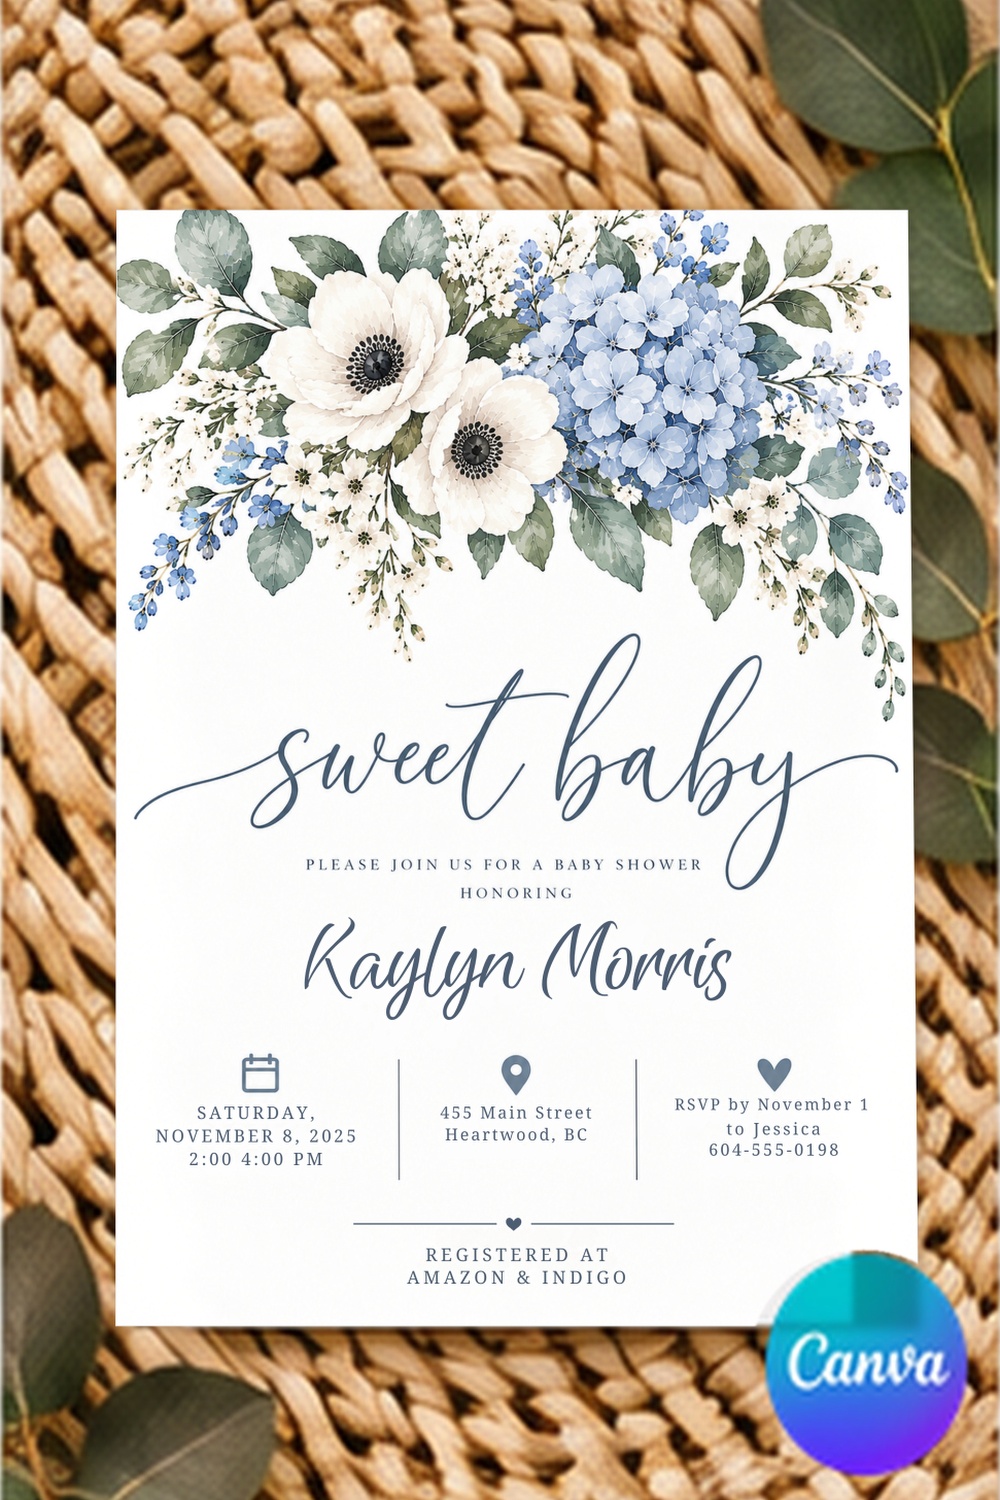 sweet baby
PLEASE JOIN US FOR A BABY SHOWER
HONORING
Kaylyn Morris
SATURDAY,
NOVEMBER 8, 2025
2:00 4:00 PM
455 Main Street
Heartwood, BC
RSVP by November 1
to Jessica
604-555-0198
REGISTERED AT
AMAZON & INDIGO
Canva